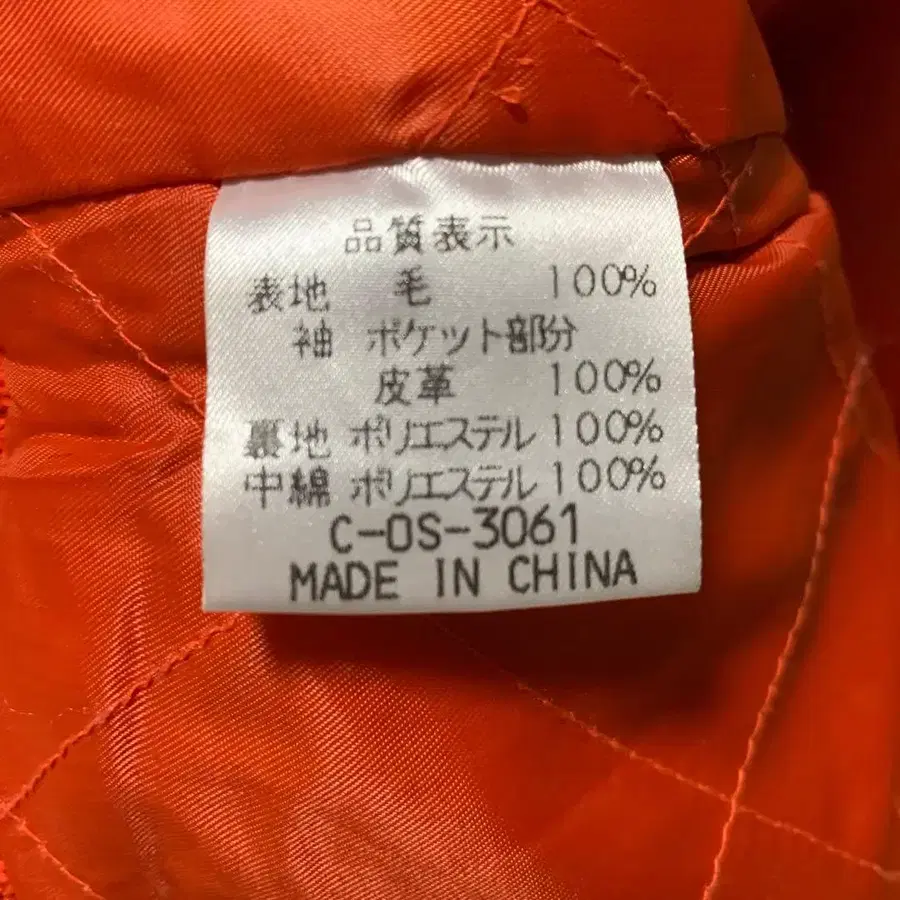 品質表示
表地 毛 100%
袖 ポケット部分
皮革 100%
裏地 ポリエステル 100%
中綿 ポリエステル 100%
C-OS-3061
MADE IN CHINA